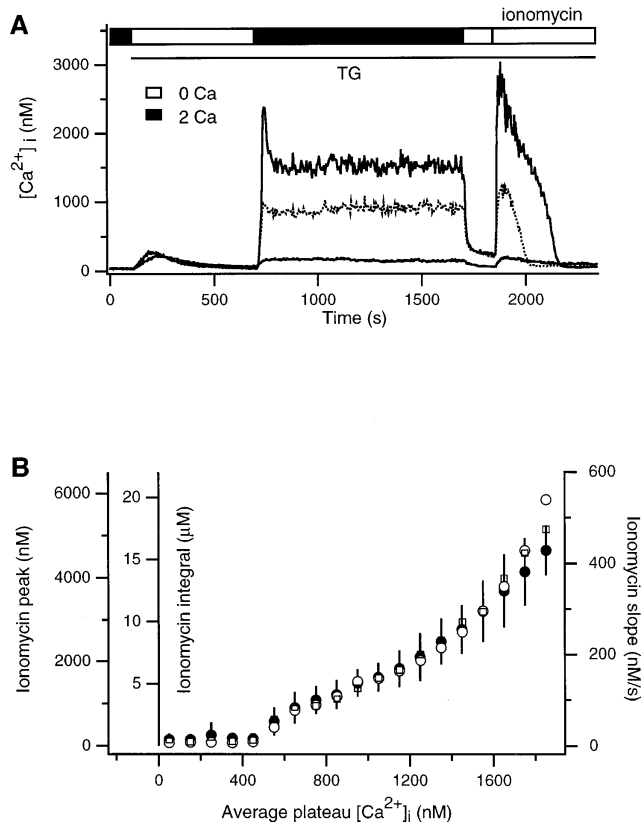 A
ionomycin
TG
0 Ca
2 Ca
[Ca2+]i (nM)
3000
2000
1000
0
0
500
1000
1500
2000
Time (s)
B
Ionomycin peak (nM)
6000
4000
2000
0
Ionomycin integral (μM)
20
15
10
5
Ionomycin slope (nM/s)
600
400
200
0
0
400
800
1200
1600
Average plateau [Ca2+]i (nM)